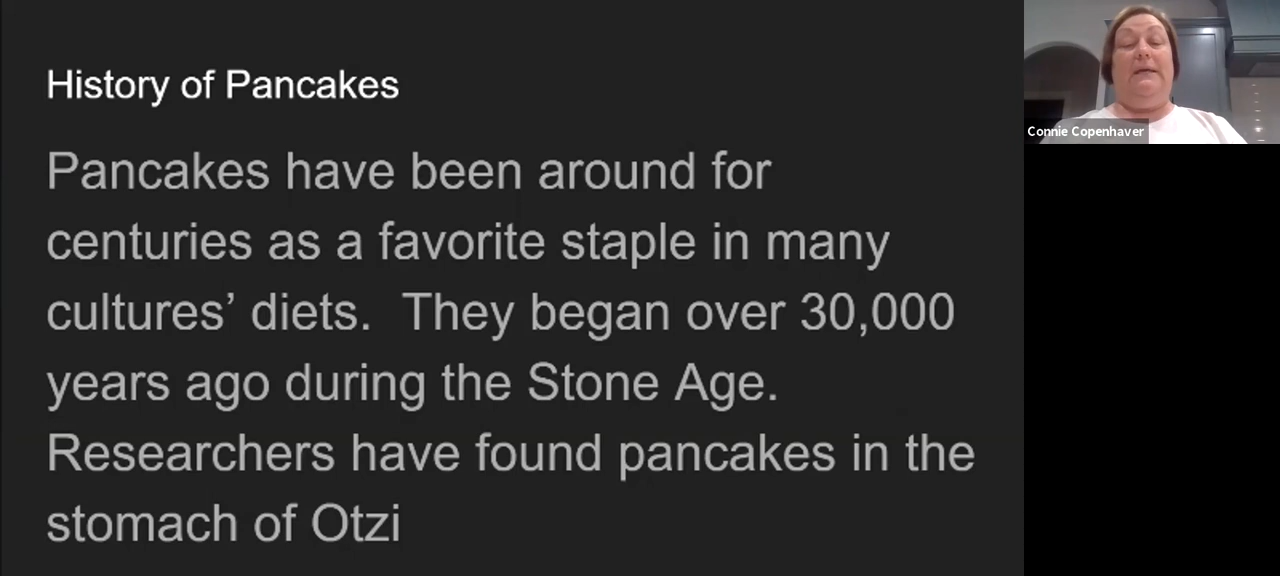 History of Pancakes
Pancakes have been around for
centuries as a favorite staple in many
cultures’ diets.  They began over 30,000
years ago during the Stone Age.
Researchers have found pancakes in the
stomach of Otzi
Connie Copenhaver